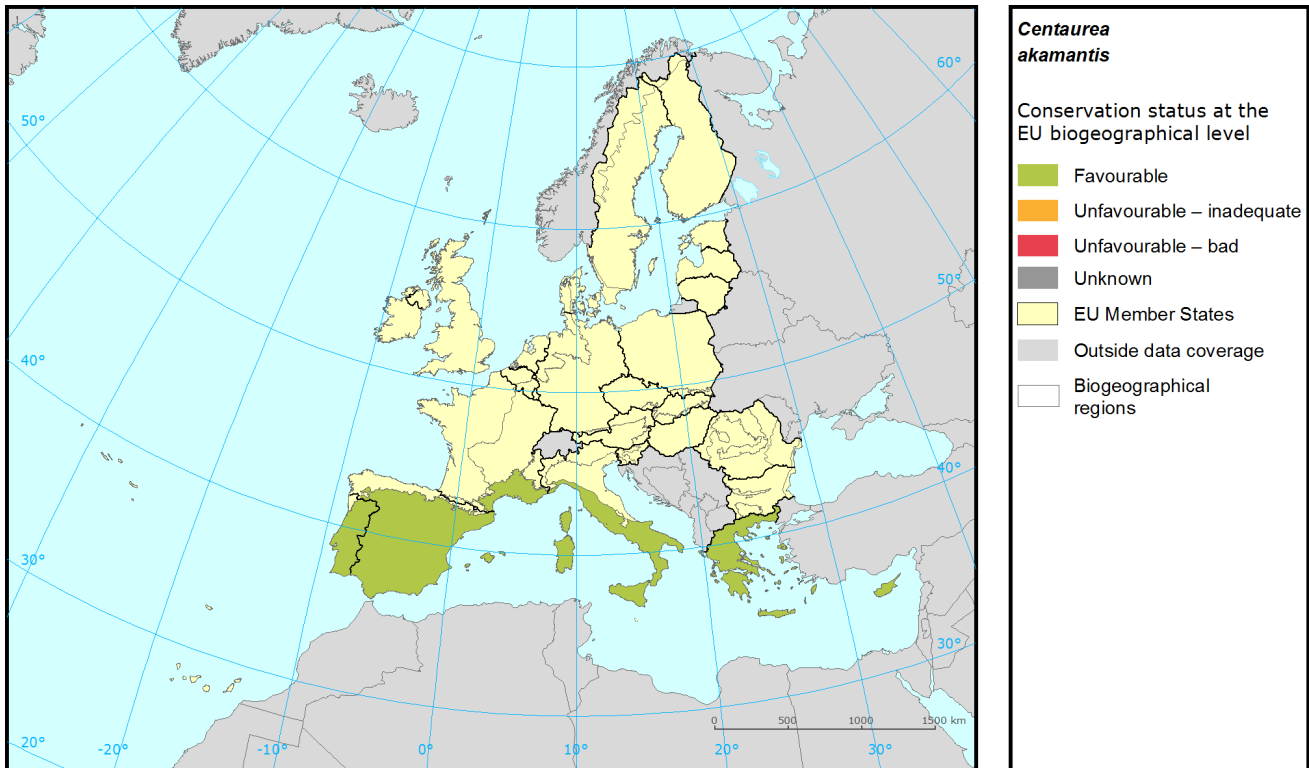 60°
50°
50°
40°
40°
30°
30°
20°
-20°
-10°
0°
10°
20°
30°
0
500
1000
1500 km
Centaurea
akamantis
Conservation status at the
EU biogeographical level
Favourable
Unfavourable – inadequate
Unfavourable – bad
Unknown
EU Member States
Outside data coverage
Biogeographical
regions